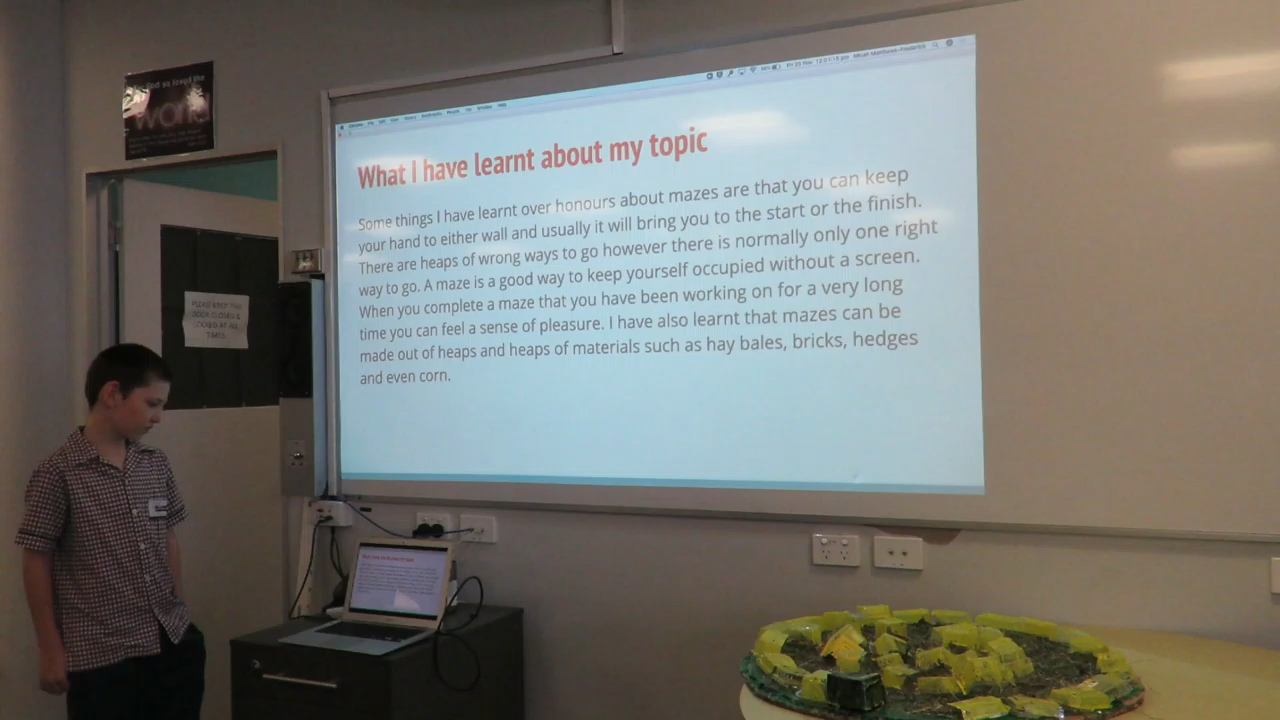 God so loved the
world
PLEASE KEEP THIS
DOOR CLOSED &
LOCKED AT ALL
TIMES
What I have learnt about my topic
Some things I have learnt over honours about mazes are that you can keep
your hand to either wall and usually it will bring you to the start or the finish.
There are heaps of wrong ways to go however there is normally only one right
way to go. A maze is a good way to keep yourself occupied without a screen.
When you complete a maze that you have been working on for a very long
time you can feel a sense of pleasure. I have also learnt that mazes can be
made out of heaps and heaps of materials such as hay bales, bricks, hedges
and even corn.